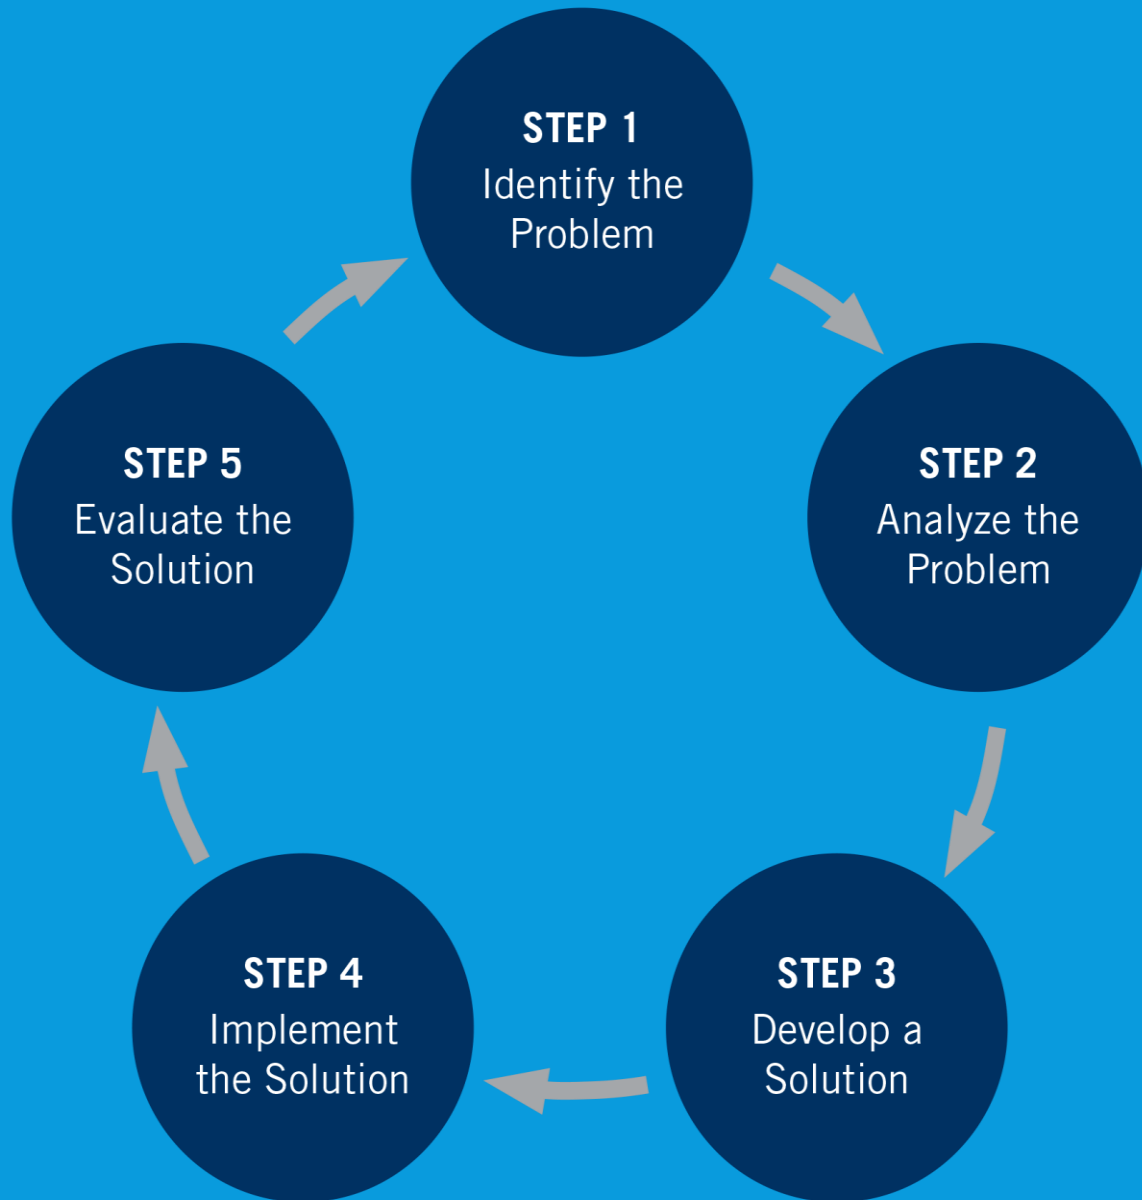 STEP 1
Identify the
Problem
STEP 2
Analyze the
Problem
STEP 3
Develop a
Solution
STEP 4
Implement
the Solution
STEP 5
Evaluate the
Solution